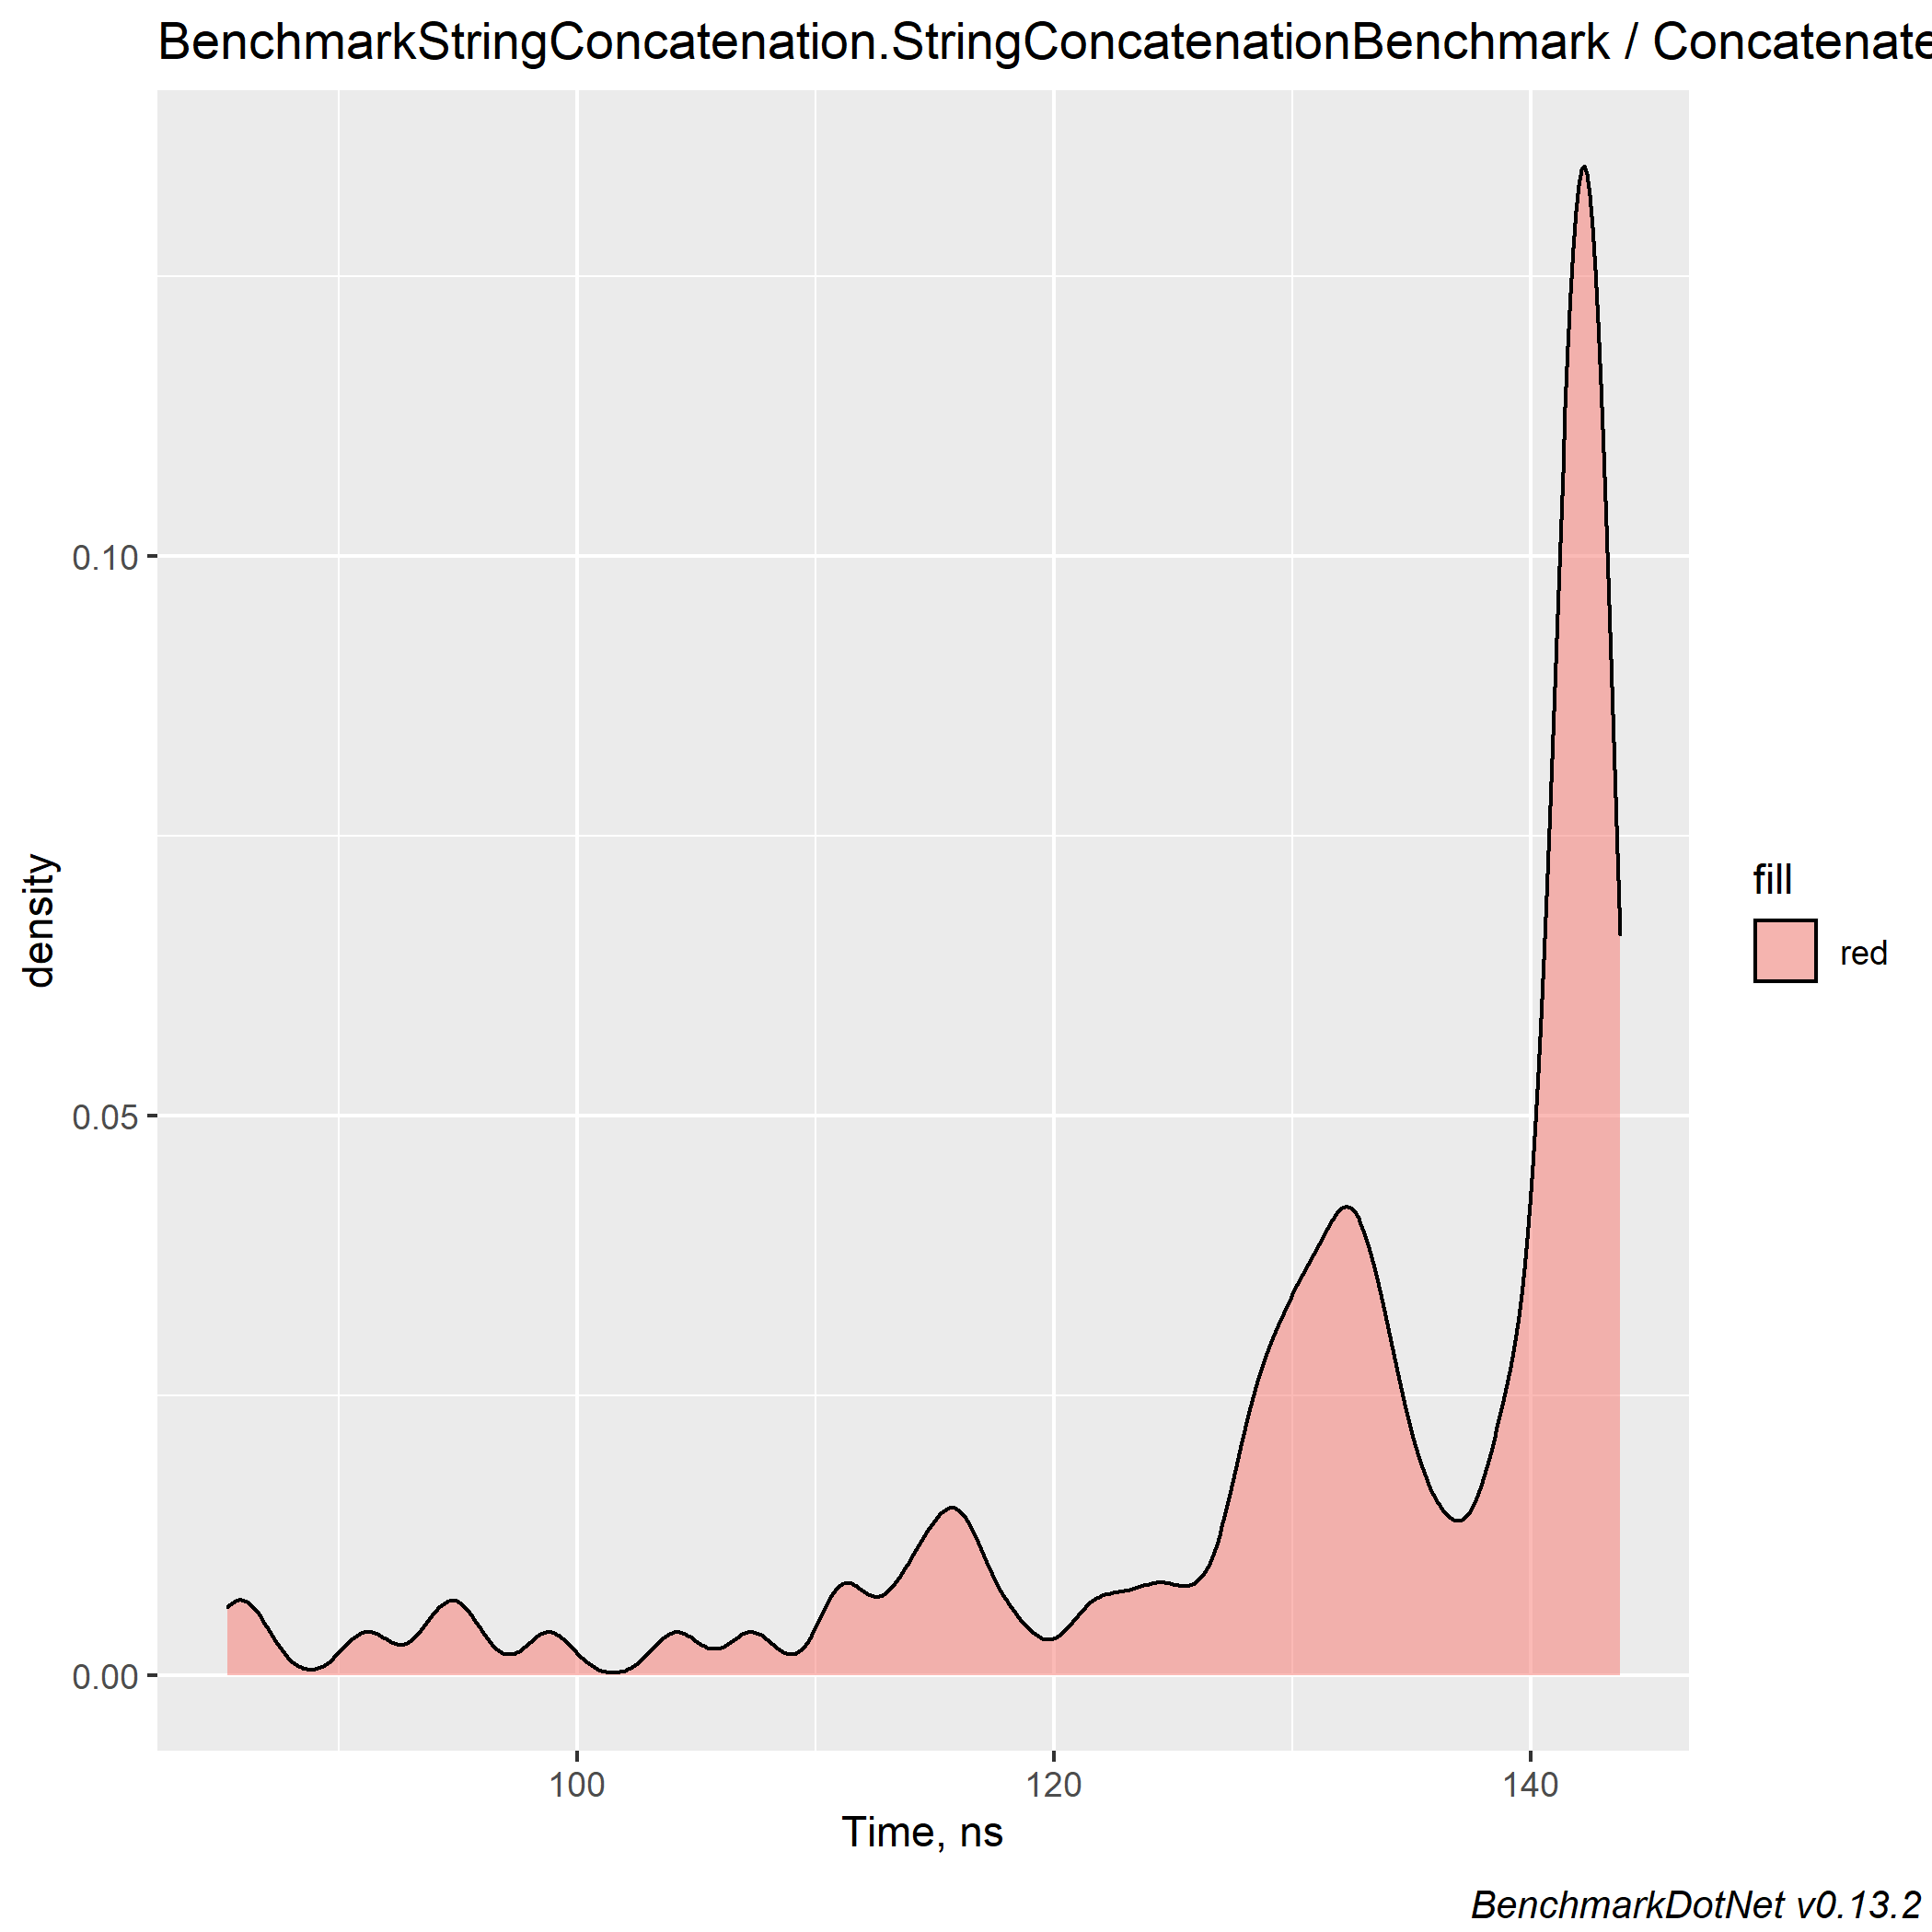 BenchmarkStringConcatenation.StringConcatenationBenchmark / Concatenate
0.10
0.05
0.00
density
100 120 140
Time, ns
fill
red
BenchmarkDotNet v0.13.2